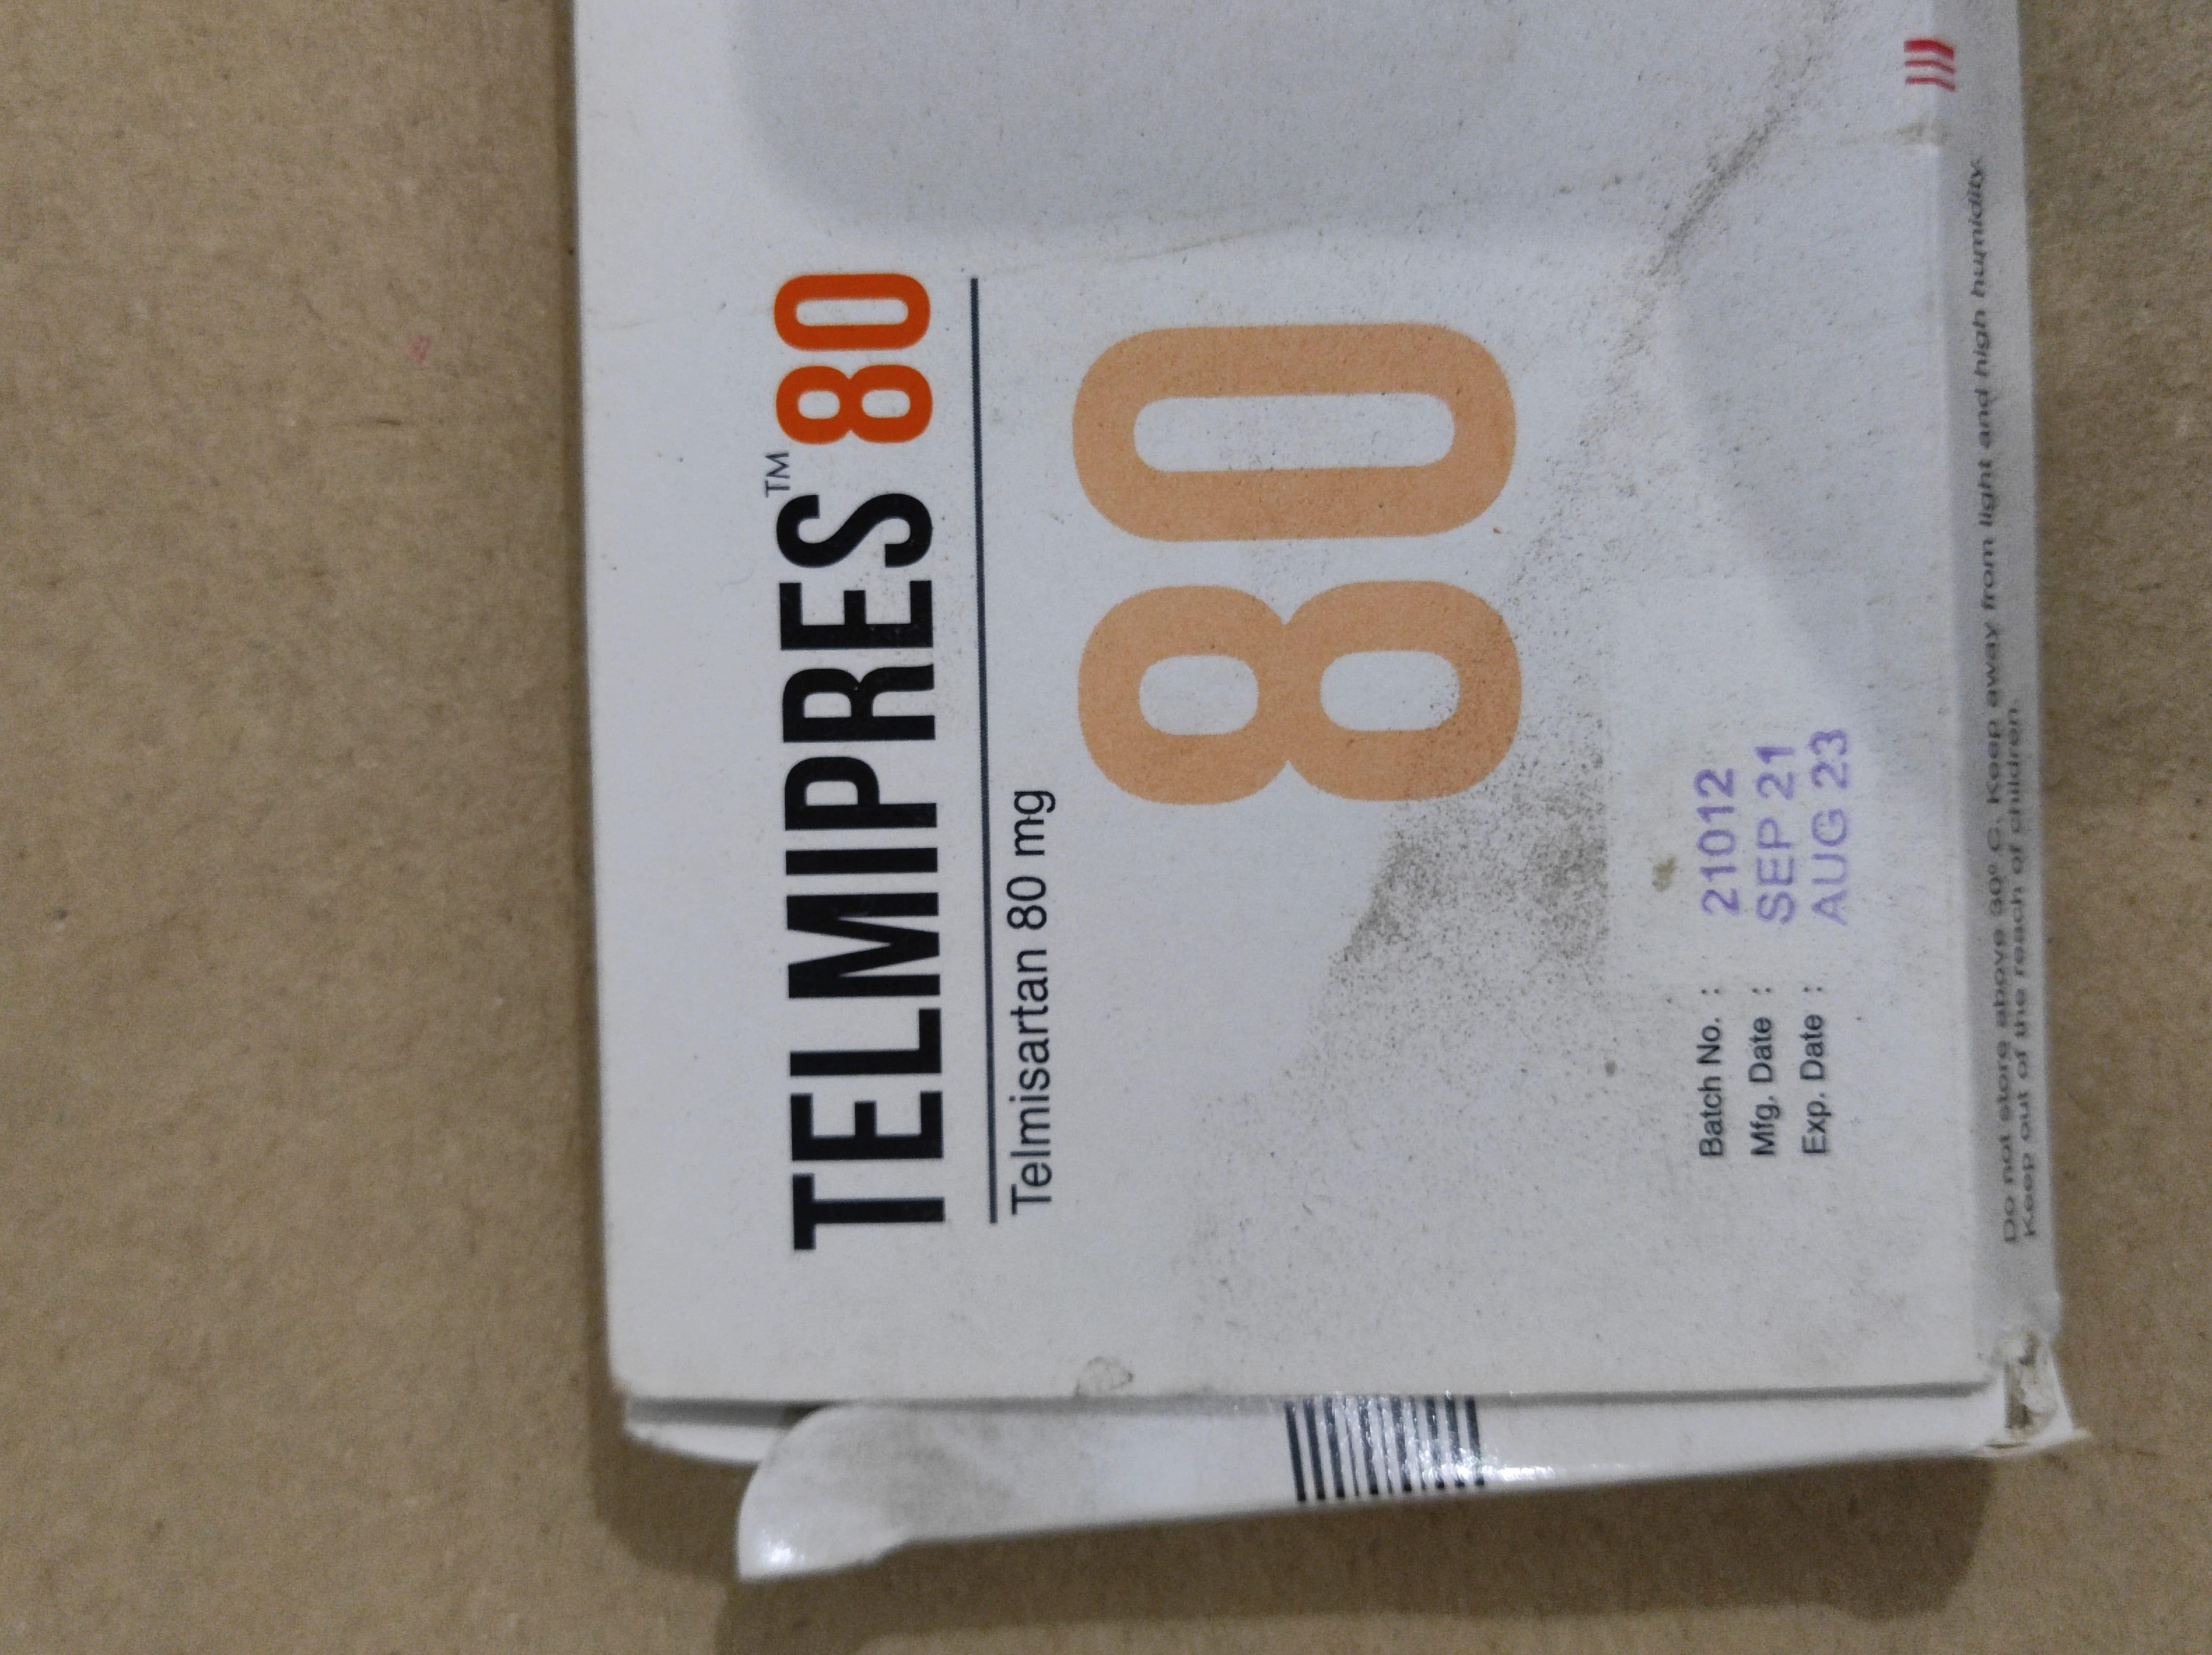 TELMIPRES™ 80
Telmisartan 80 mg
80
Batch No. : 21012
Mfg. Date : SEP 21
Exp. Date : AUG 23
Do not store above 30º C. Keep away from light and high humidity.
Keep out of the reach of children.